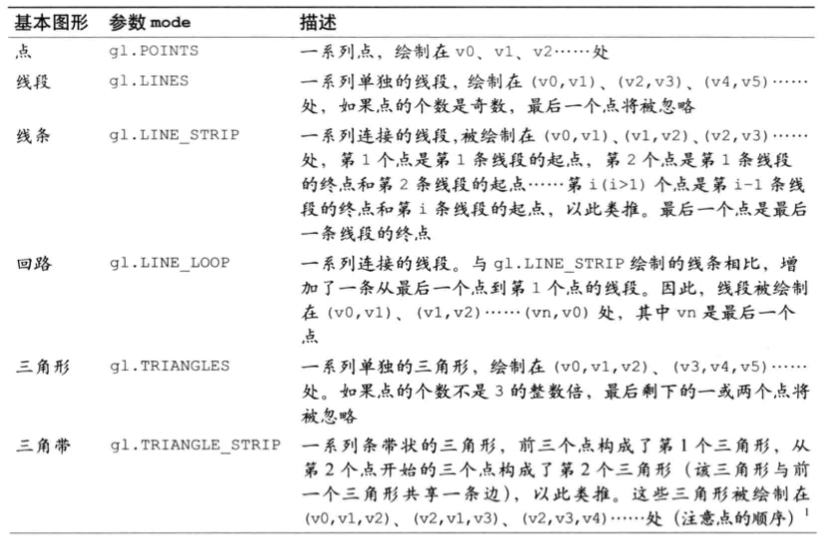 基本图形 参数 mode 描述
点 gl.POINTS 一系列点，绘制在 v0、v1、v2……处
线段 gl.LINES 一系列单独的线段，绘制在 (v0,v1)、(v2,v3)、(v4,v5)……
处，如果点的个数是奇数，最后一个点将被忽略
线条 gl.LINE_STRIP 一系列连接的线段，被绘制在 (v0,v1)、(v1,v2)、(v2,v3)……
处，第 1 个点是第 1 条线段的起点，第 2 个点是第 1 条线段
的终点和第 2 条线段的起点……第 i(i>1) 个点是第 i-1 条线
段的终点和第 i 条线段的起点，以此类推。最后一个点是最后
一条线段的终点
回路 gl.LINE_LOOP 一系列连接的线段。与 gl.LINE_STRIP 绘制的线条相比，增
加了一条从最后一个点到第 1 个点的线段。因此，线段被绘制
在 (v0,v1)、(v1,v2)……(vn,v0) 处，其中 vn 是最后一个
点
三角形 gl.TRIANGLES 一系列单独的三角形，绘制在 (v0,v1,v2)、(v3,v4,v5)……
处。如果点的个数不是 3 的整数倍，最后剩下的一或两个点将
被忽略
三角带 gl.TRIANGLE_STRIP 一系列条带状的三角形，前三个点构成了第 1 个三角形，从
第 2 个点开始的三个点构成了第 2 个三角形（该三角形与前
一个三角形共享一条边），以此类推。这些三角形被绘制在
(v0,v1,v2)、(v2,v1,v3)、(v2,v3,v4)……处（注意点的顺序）1